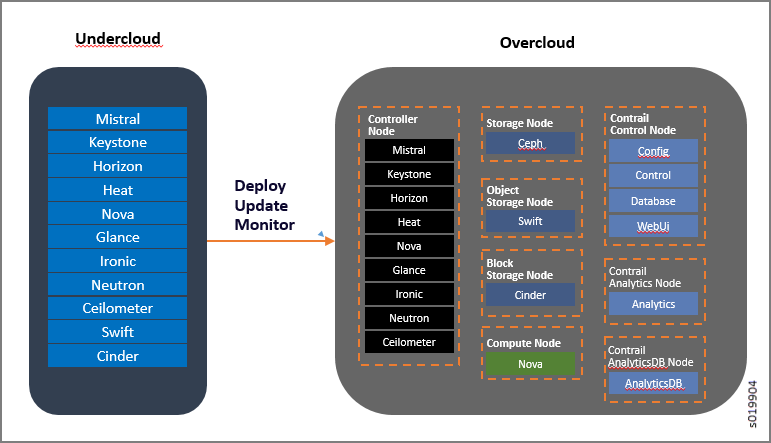 Undercloud
Mistral
Keystone
Horizon
Heat
Nova
Glance
Ironic
Neutron
Ceilometer
Swift
Cinder
Deploy
Update
Monitor
Overcloud
Controller
Node
Mistral
Keystone
Horizon
Heat
Nova
Glance
Ironic
Neutron
Ceilometer
Storage Node
Ceph
Object
Storage Node
Swift
Block
Storage Node
Cinder
Compute Node
Nova
Contrail
Control Node
Config
Control
Database
WebUi
Contrail
Analytics Node
Analytics
Contrail
AnalyticsDB Node
AnalyticsDB
s019904